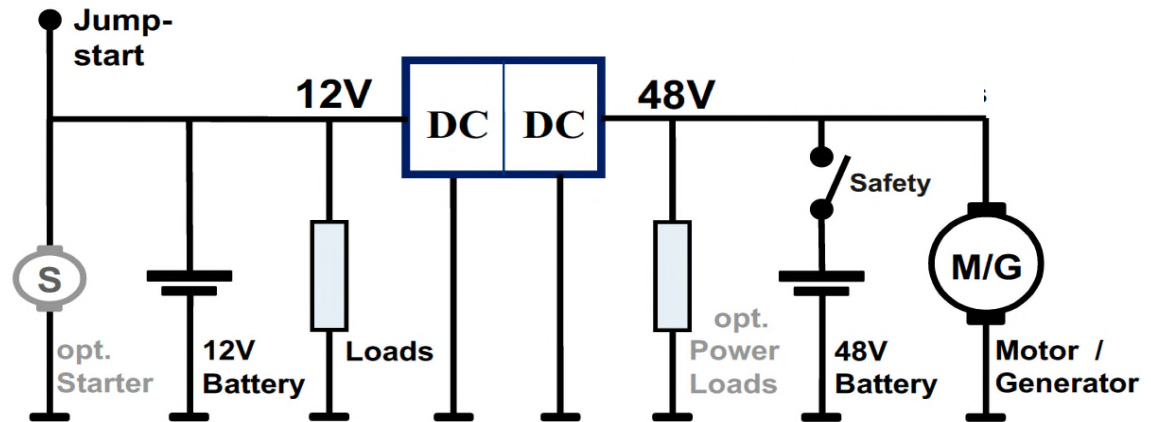 Jump-
start
12V
DC DC
48V
Safety
S
M/G
opt.
Starter
12V
Battery
Loads
opt.
Power
Loads
48V
Battery
Motor /
Generator